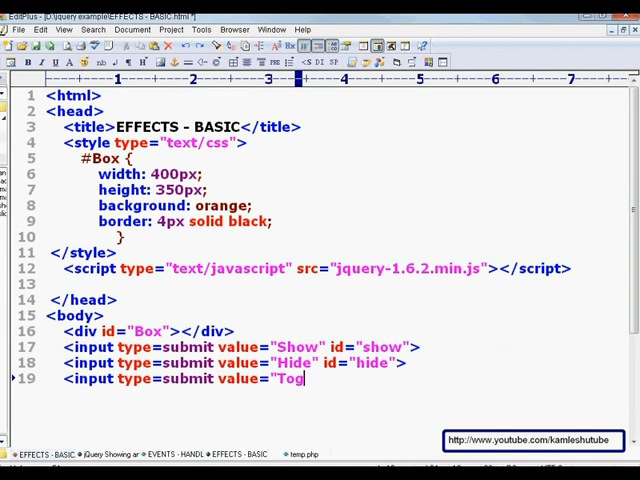 EditPlus - [D:\jquery example\EFFECTS - BASIC.html *]
File Edit View Search Document Project Tools Browser Window Help
1 2 3 4 5 6 7
1 <html>
2 <head>
3 <title>EFFECTS - BASIC</title>
4 <style type="text/css">
5 #Box {
6 width: 400px;
7 height: 350px;
8 background: orange;
9 border: 4px solid black;
10 }
11 </style>
12 <script type="text/javascript" src="jquery-1.6.2.min.js"></script>
13
14 </head>
15 <body>
16 <div id="Box"></div>
17 <input type=submit value="Show" id="show">
18 <input type=submit value="Hide" id="hide">
19 <input type=submit value="Tog
http://www.youtube.com/kamleshutube
EFFECTS - BASIC. jQuery Showing ar EVENTS - HANDL EFFECTS - BASIC. temp.php